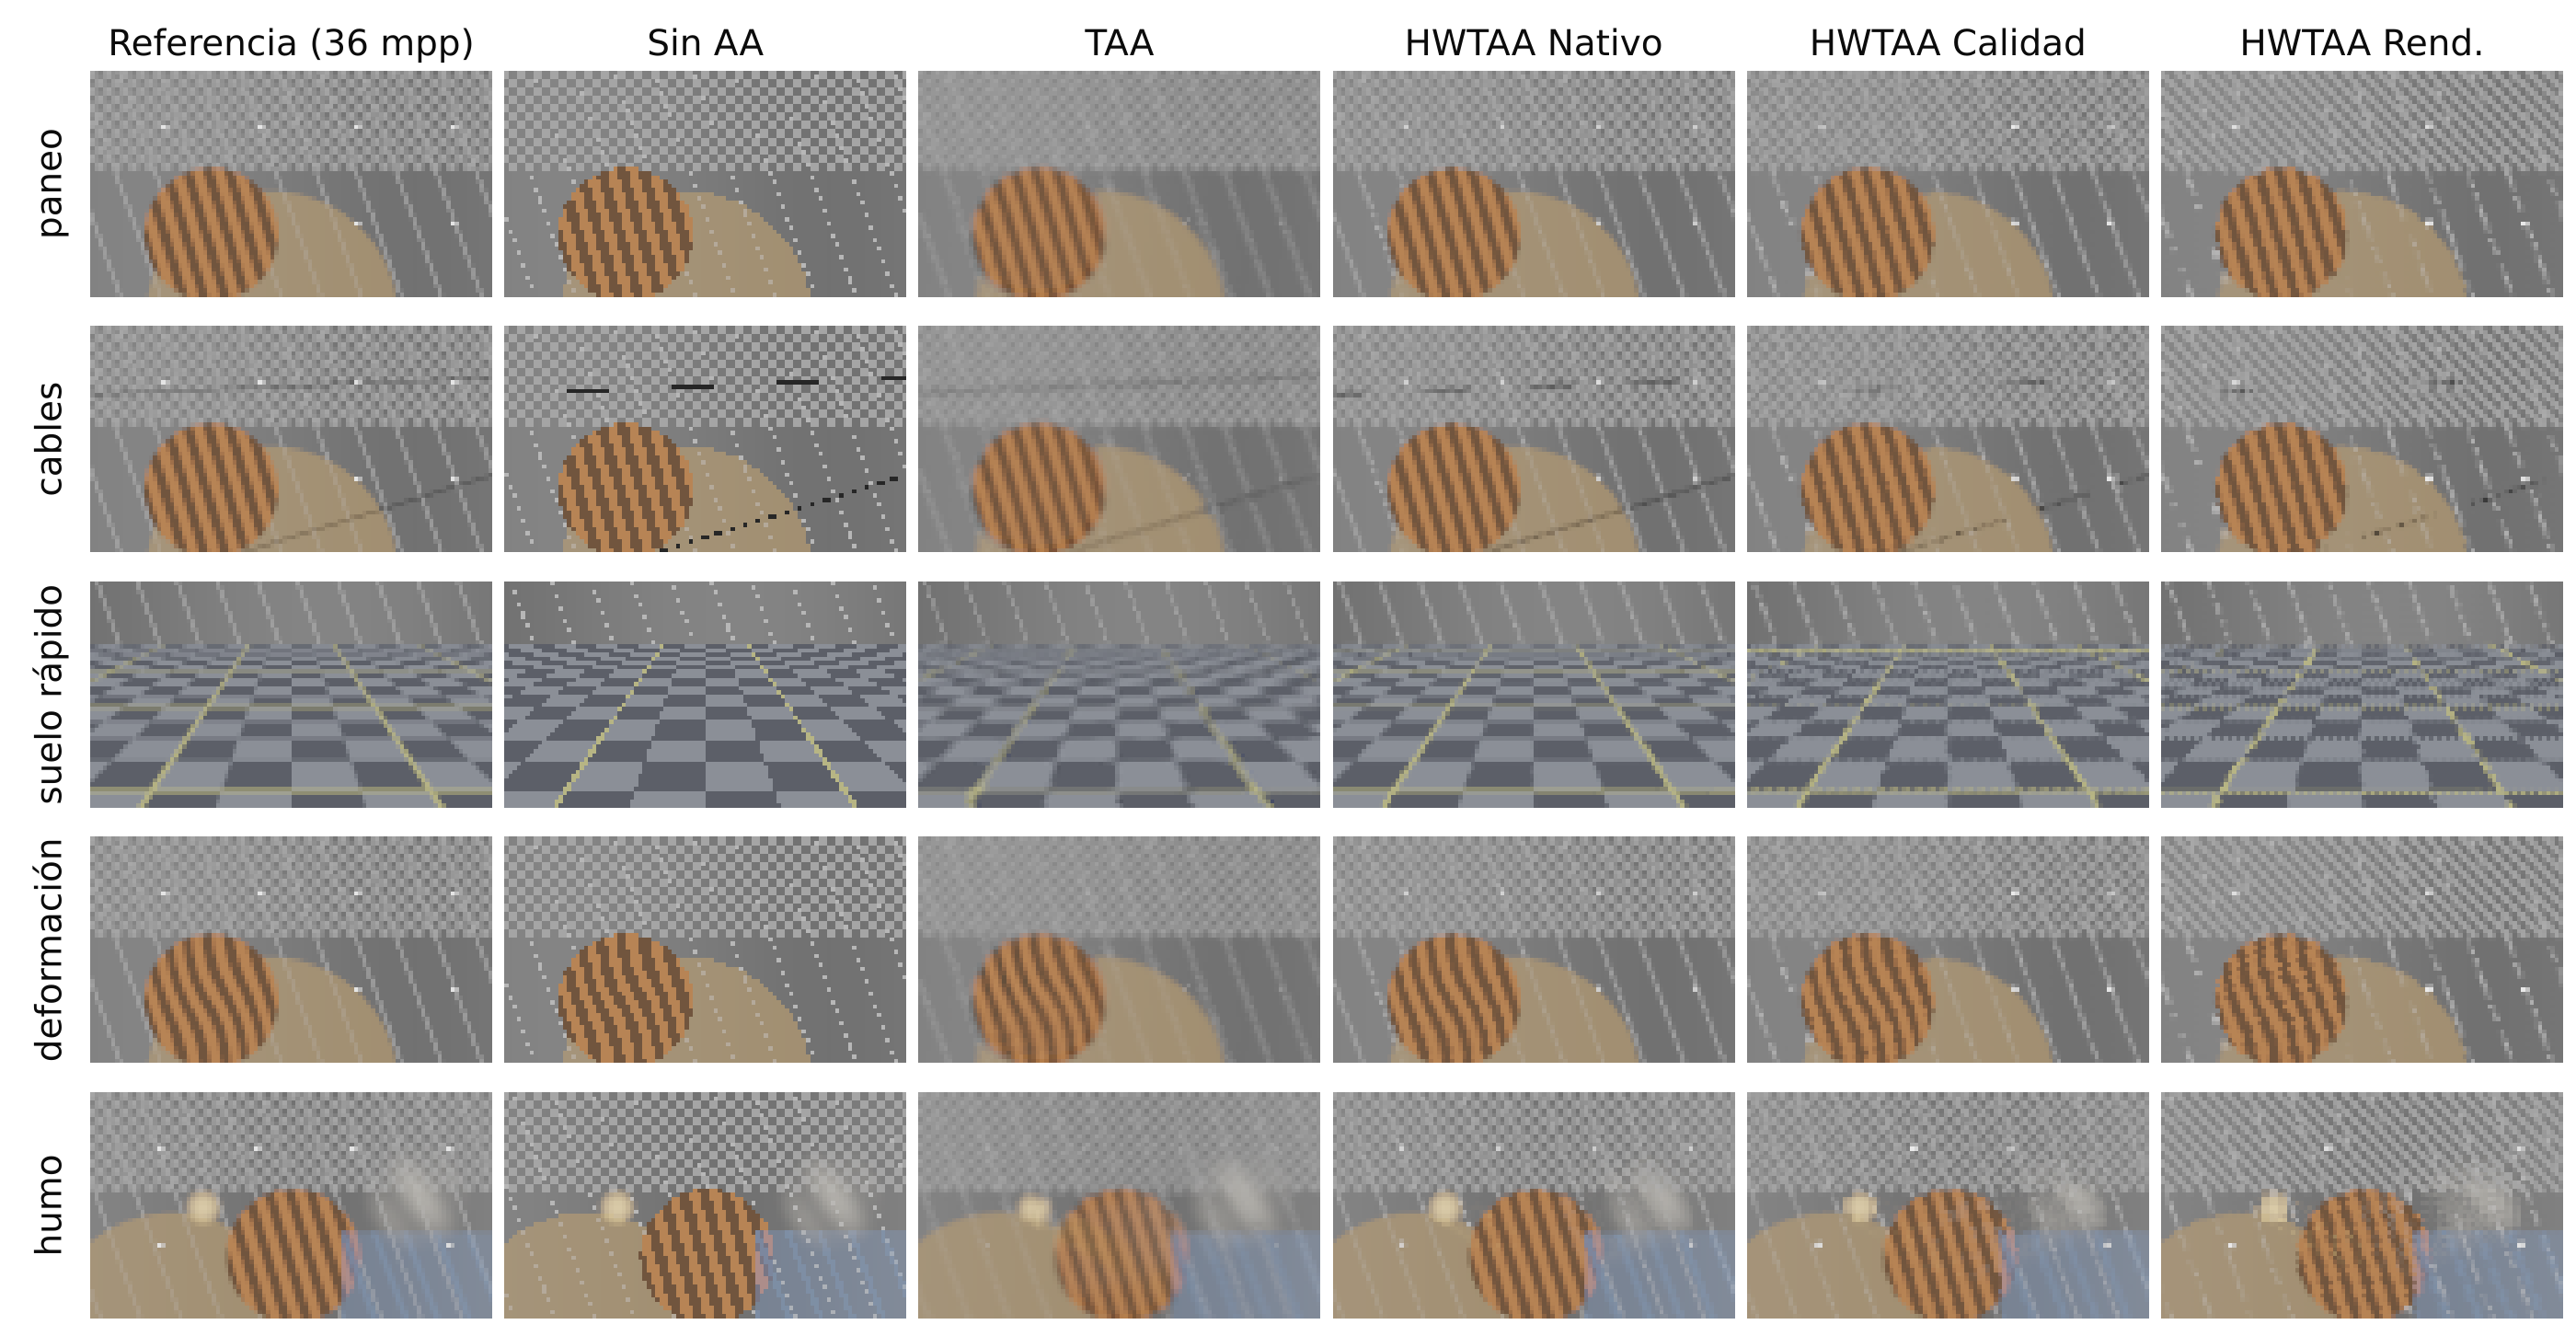 Referencia (36 mpp) Sin AA TAA HWTAA Nativo HWTAA Calidad HWTAA Rend.
paneo
cables
suelo rápido
deformación
humo